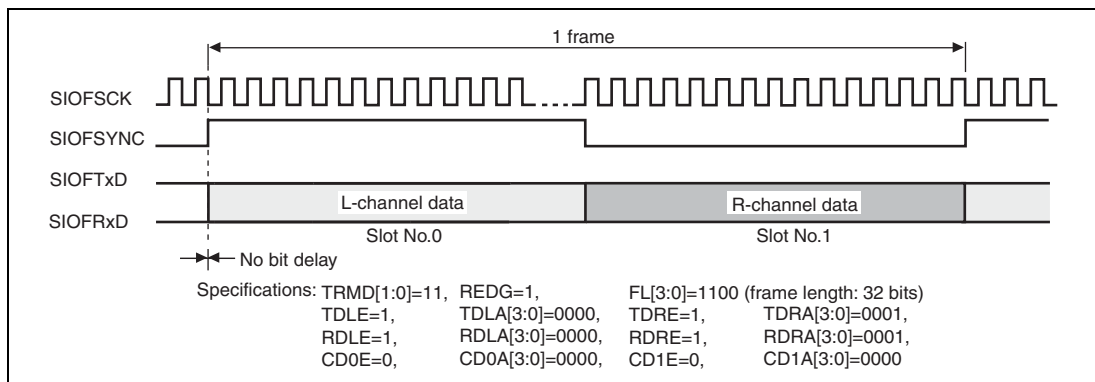 1 frame
SIOFSCK
SIOFSYNC
SIOFTxD
L-channel data R-channel data
SIOFRxD
Slot No.0 Slot No.1
No bit delay
Specifications: TRMD[1:0]=11, REDG=1, FL[3:0]=1100 (frame length: 32 bits)
TDLE=1, TDLA[3:0]=0000, TDRE=1, TDRA[3:0]=0001,
RDLE=1, RDLA[3:0]=0000, RDRE=1, RDRA[3:0]=0001,
CD0E=0, CD0A[3:0]=0000, CD1E=0, CD1A[3:0]=0000